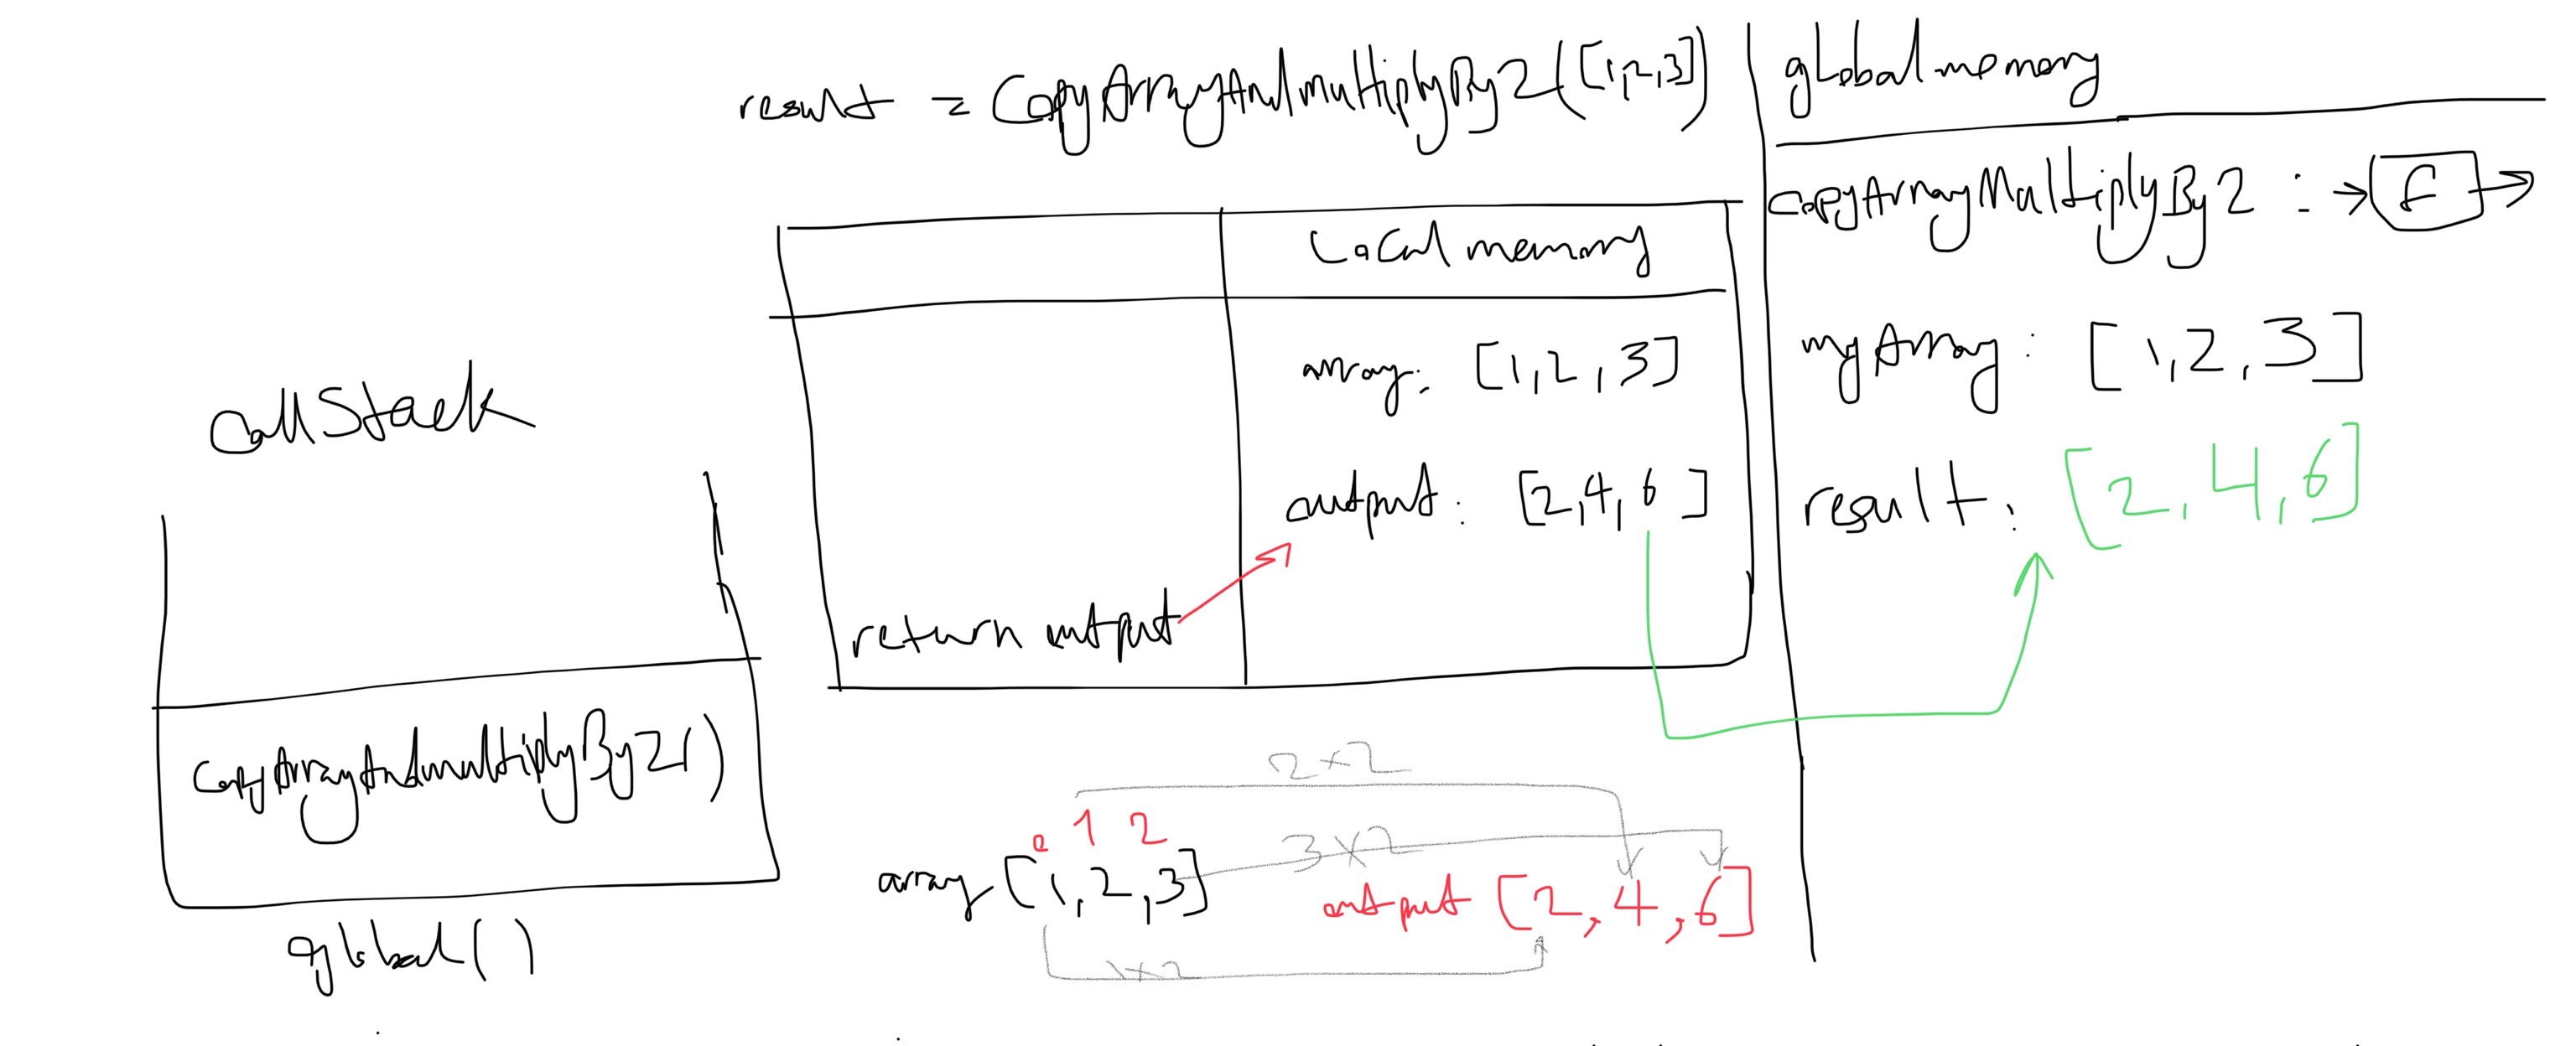 result = CopyArrayAndmultiplyBy2([1,2,3])
global memory
copyArrayMultiplyBy2 : → f →
Local memory
array: [1,2,3]
myArray: [1,2,3]
callStack
output: [2,4,6]
result: [2,4,6]
return output
CopyArrayAndmultiplyBy2()
2×2
0 1 2
3×2
array [1,2,3]
output [2,4,6]
global()
1×2